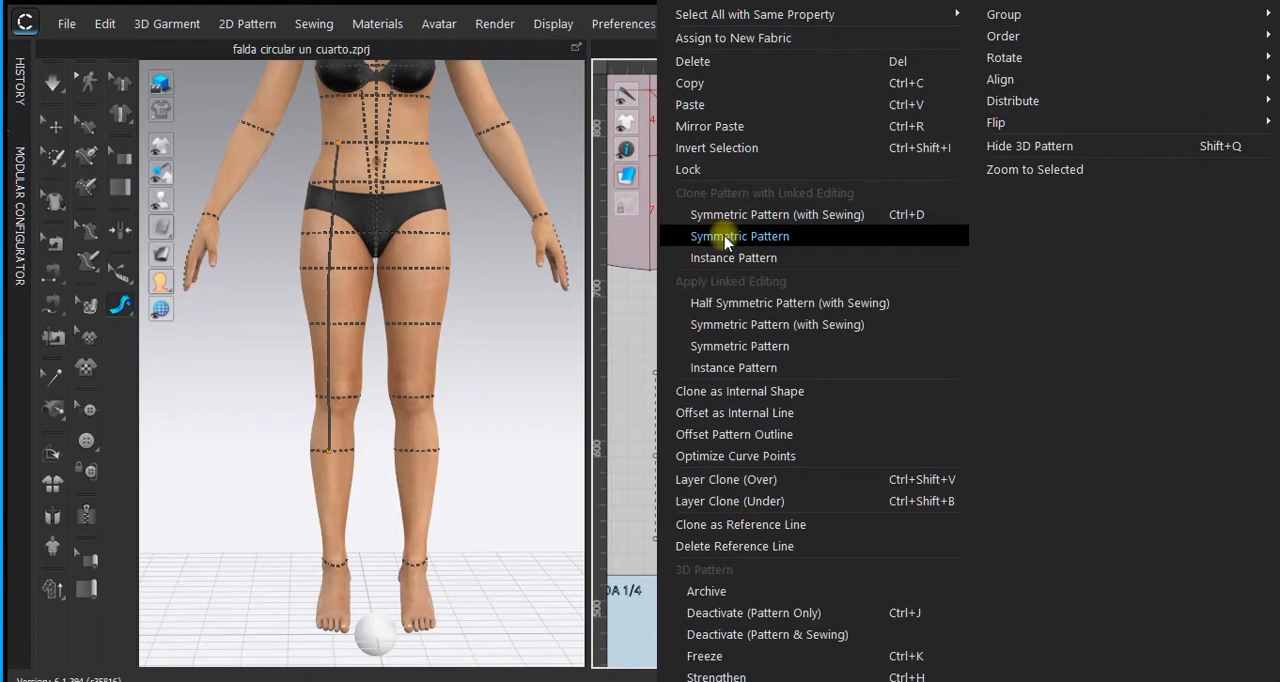 File Edit 3D Garment 2D Pattern Sewing Materials Avatar Render Display Preferences
falda circular un cuarto.zprj
HISTORY
MODULAR CONFIGURATOR
Select All with Same Property
Assign to New Fabric
Delete Del
Copy Ctrl+C
Paste Ctrl+V
Mirror Paste Ctrl+R
Invert Selection Ctrl+Shift+I
Lock
Clone Pattern with Linked Editing
Symmetric Pattern (with Sewing) Ctrl+D
Symmetric Pattern
Instance Pattern
Apply Linked Editing
Half Symmetric Pattern (with Sewing)
Symmetric Pattern (with Sewing)
Symmetric Pattern
Instance Pattern
Clone as Internal Shape
Offset as Internal Line
Offset Pattern Outline
Optimize Curve Points
Layer Clone (Over) Ctrl+Shift+V
Layer Clone (Under) Ctrl+Shift+B
Clone as Reference Line
Delete Reference Line
3D Pattern
Archive
Deactivate (Pattern Only) Ctrl+J
Deactivate (Pattern & Sewing)
Freeze Ctrl+K
Strengthen Ctrl+H
Group
Order
Rotate
Align
Distribute
Flip
Hide 3D Pattern Shift+Q
Zoom to Selected
800
700
600
500
4
7
DA 1/4